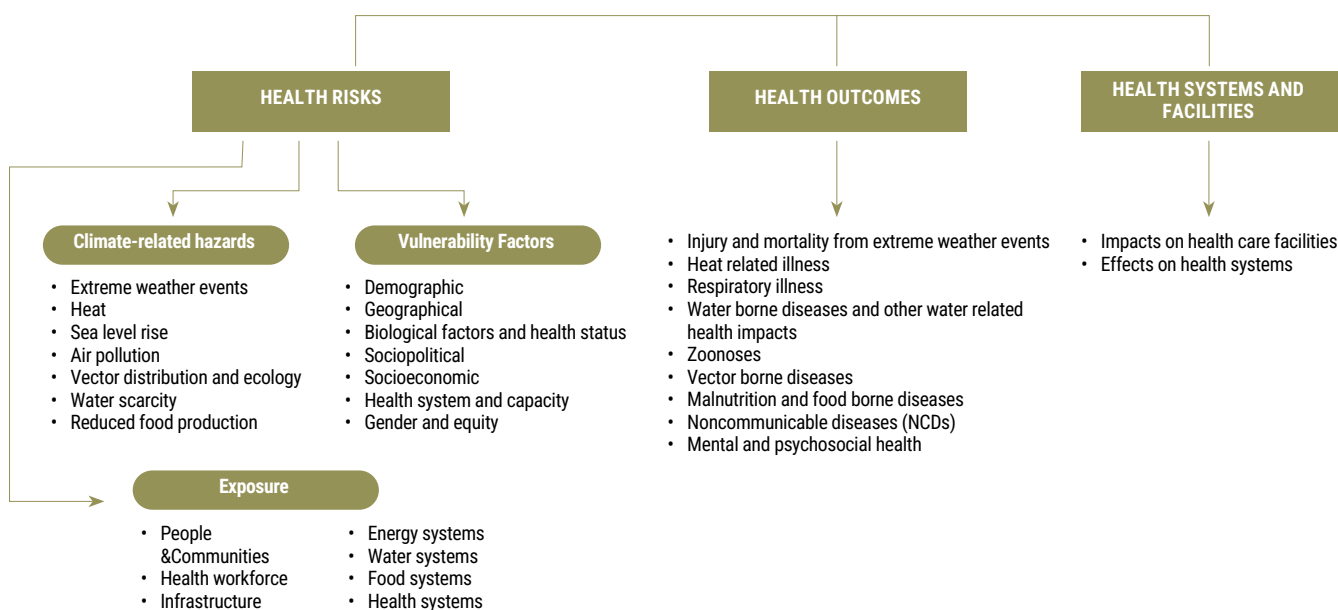 HEALTH RISKS
HEALTH OUTCOMES
HEALTH SYSTEMS AND
FACILITIES
Climate-related hazards
• Extreme weather events
• Heat
• Sea level rise
• Air pollution
• Vector distribution and ecology
• Water scarcity
• Reduced food production
Vulnerability Factors
• Demographic
• Geographical
• Biological factors and health status
• Sociopolitical
• Socioeconomic
• Health system and capacity
• Gender and equity
• Injury and mortality from extreme weather events
• Heat related illness
• Respiratory illness
• Water borne diseases and other water related
health impacts
• Zoonoses
• Vector borne diseases
• Malnutrition and food borne diseases
• Noncommunicable diseases (NCDs)
• Mental and psychosocial health
• Impacts on health care facilities
• Effects on health systems
Exposure
• People
&Communities
• Health workforce
• Infrastructure
• Energy systems
• Water systems
• Food systems
• Health systems